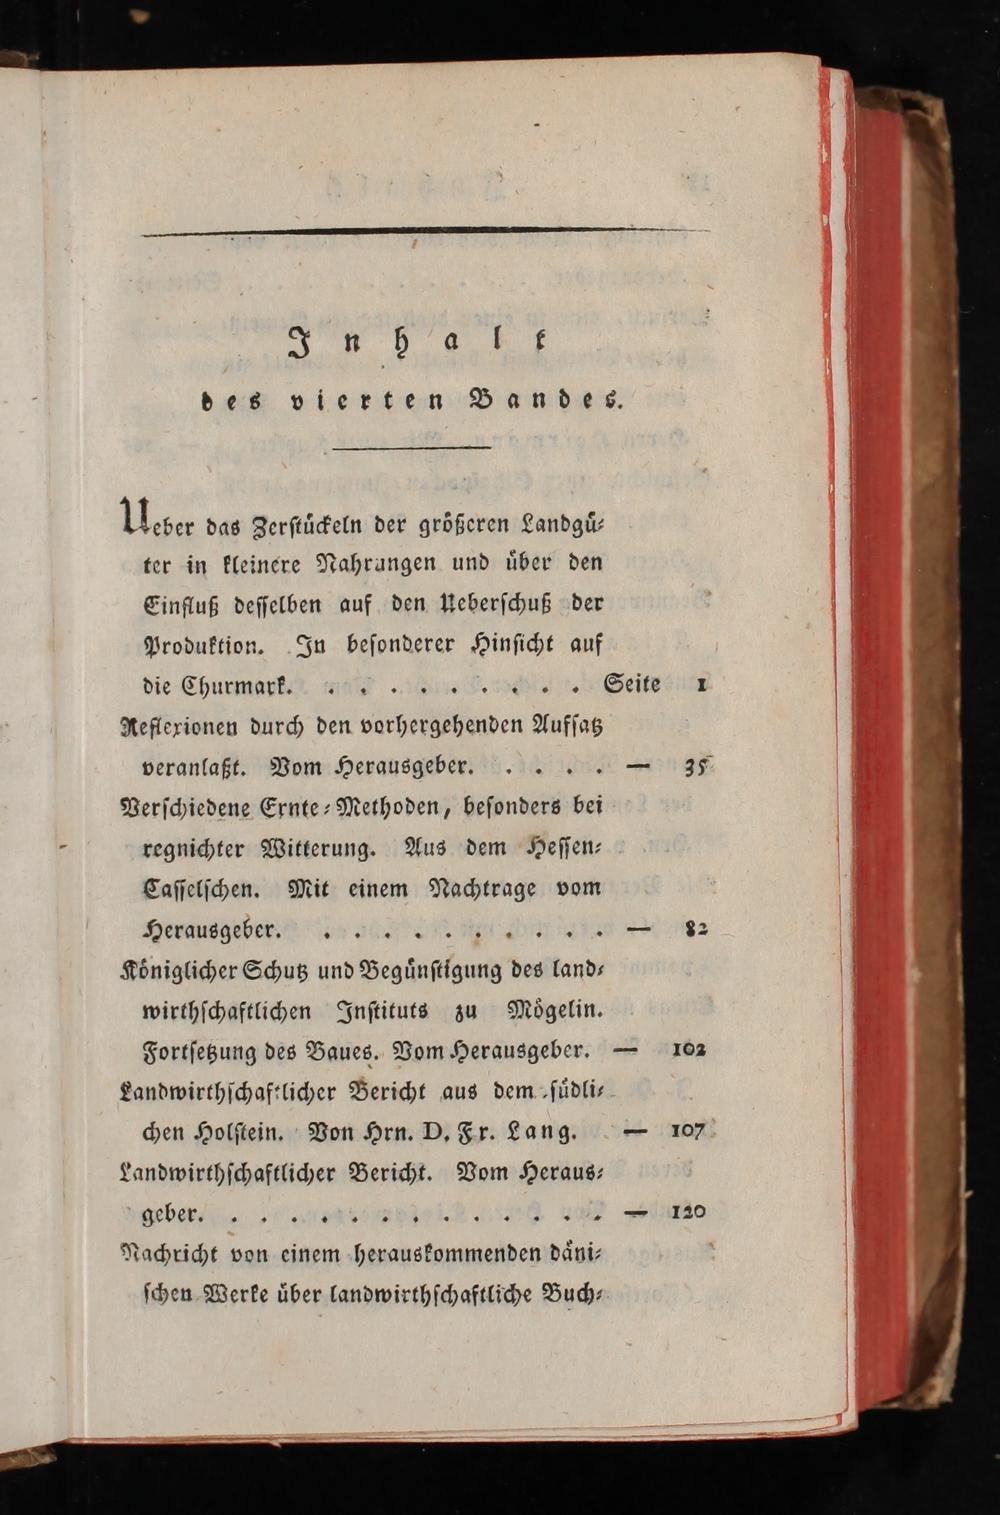 Inhalt
des vierten Bandes.
Ueber das Zerstückeln der größeren Landgü-
ter in kleinere Nahrungen und über den
Einfluß desselben auf den Ueberschuß der
Produktion. In besonderer Hinsicht auf
die Churmark. . . . . . . . . . Seite 1
Reflexionen durch den vorhergehenden Aufsatz
veranlaßt. Vom Herausgeber. . . . . — 35
Verschiedene Ernte-Methoden, besonders bei
regnichter Witterung. Aus dem Hessen-
Casselschen. Mit einem Nachtrage vom
Herausgeber. . . . . . . . . . . — 82
Königlicher Schutz und Begünstigung des land-
wirthschaftlichen Instituts zu Mögelin.
Fortsetzung des Baues. Vom Herausgeber. — 102
Landwirthschaftlicher Bericht aus dem südli-
chen Holstein. Von Hrn. D. Fr. Lang. — 107
Landwirthschaftlicher Bericht. Vom Heraus-
geber. . . . . . . . . . . . . . — 120
Nachricht von einem herauskommenden däni-
schen Werke über landwirthschaftliche Buch-